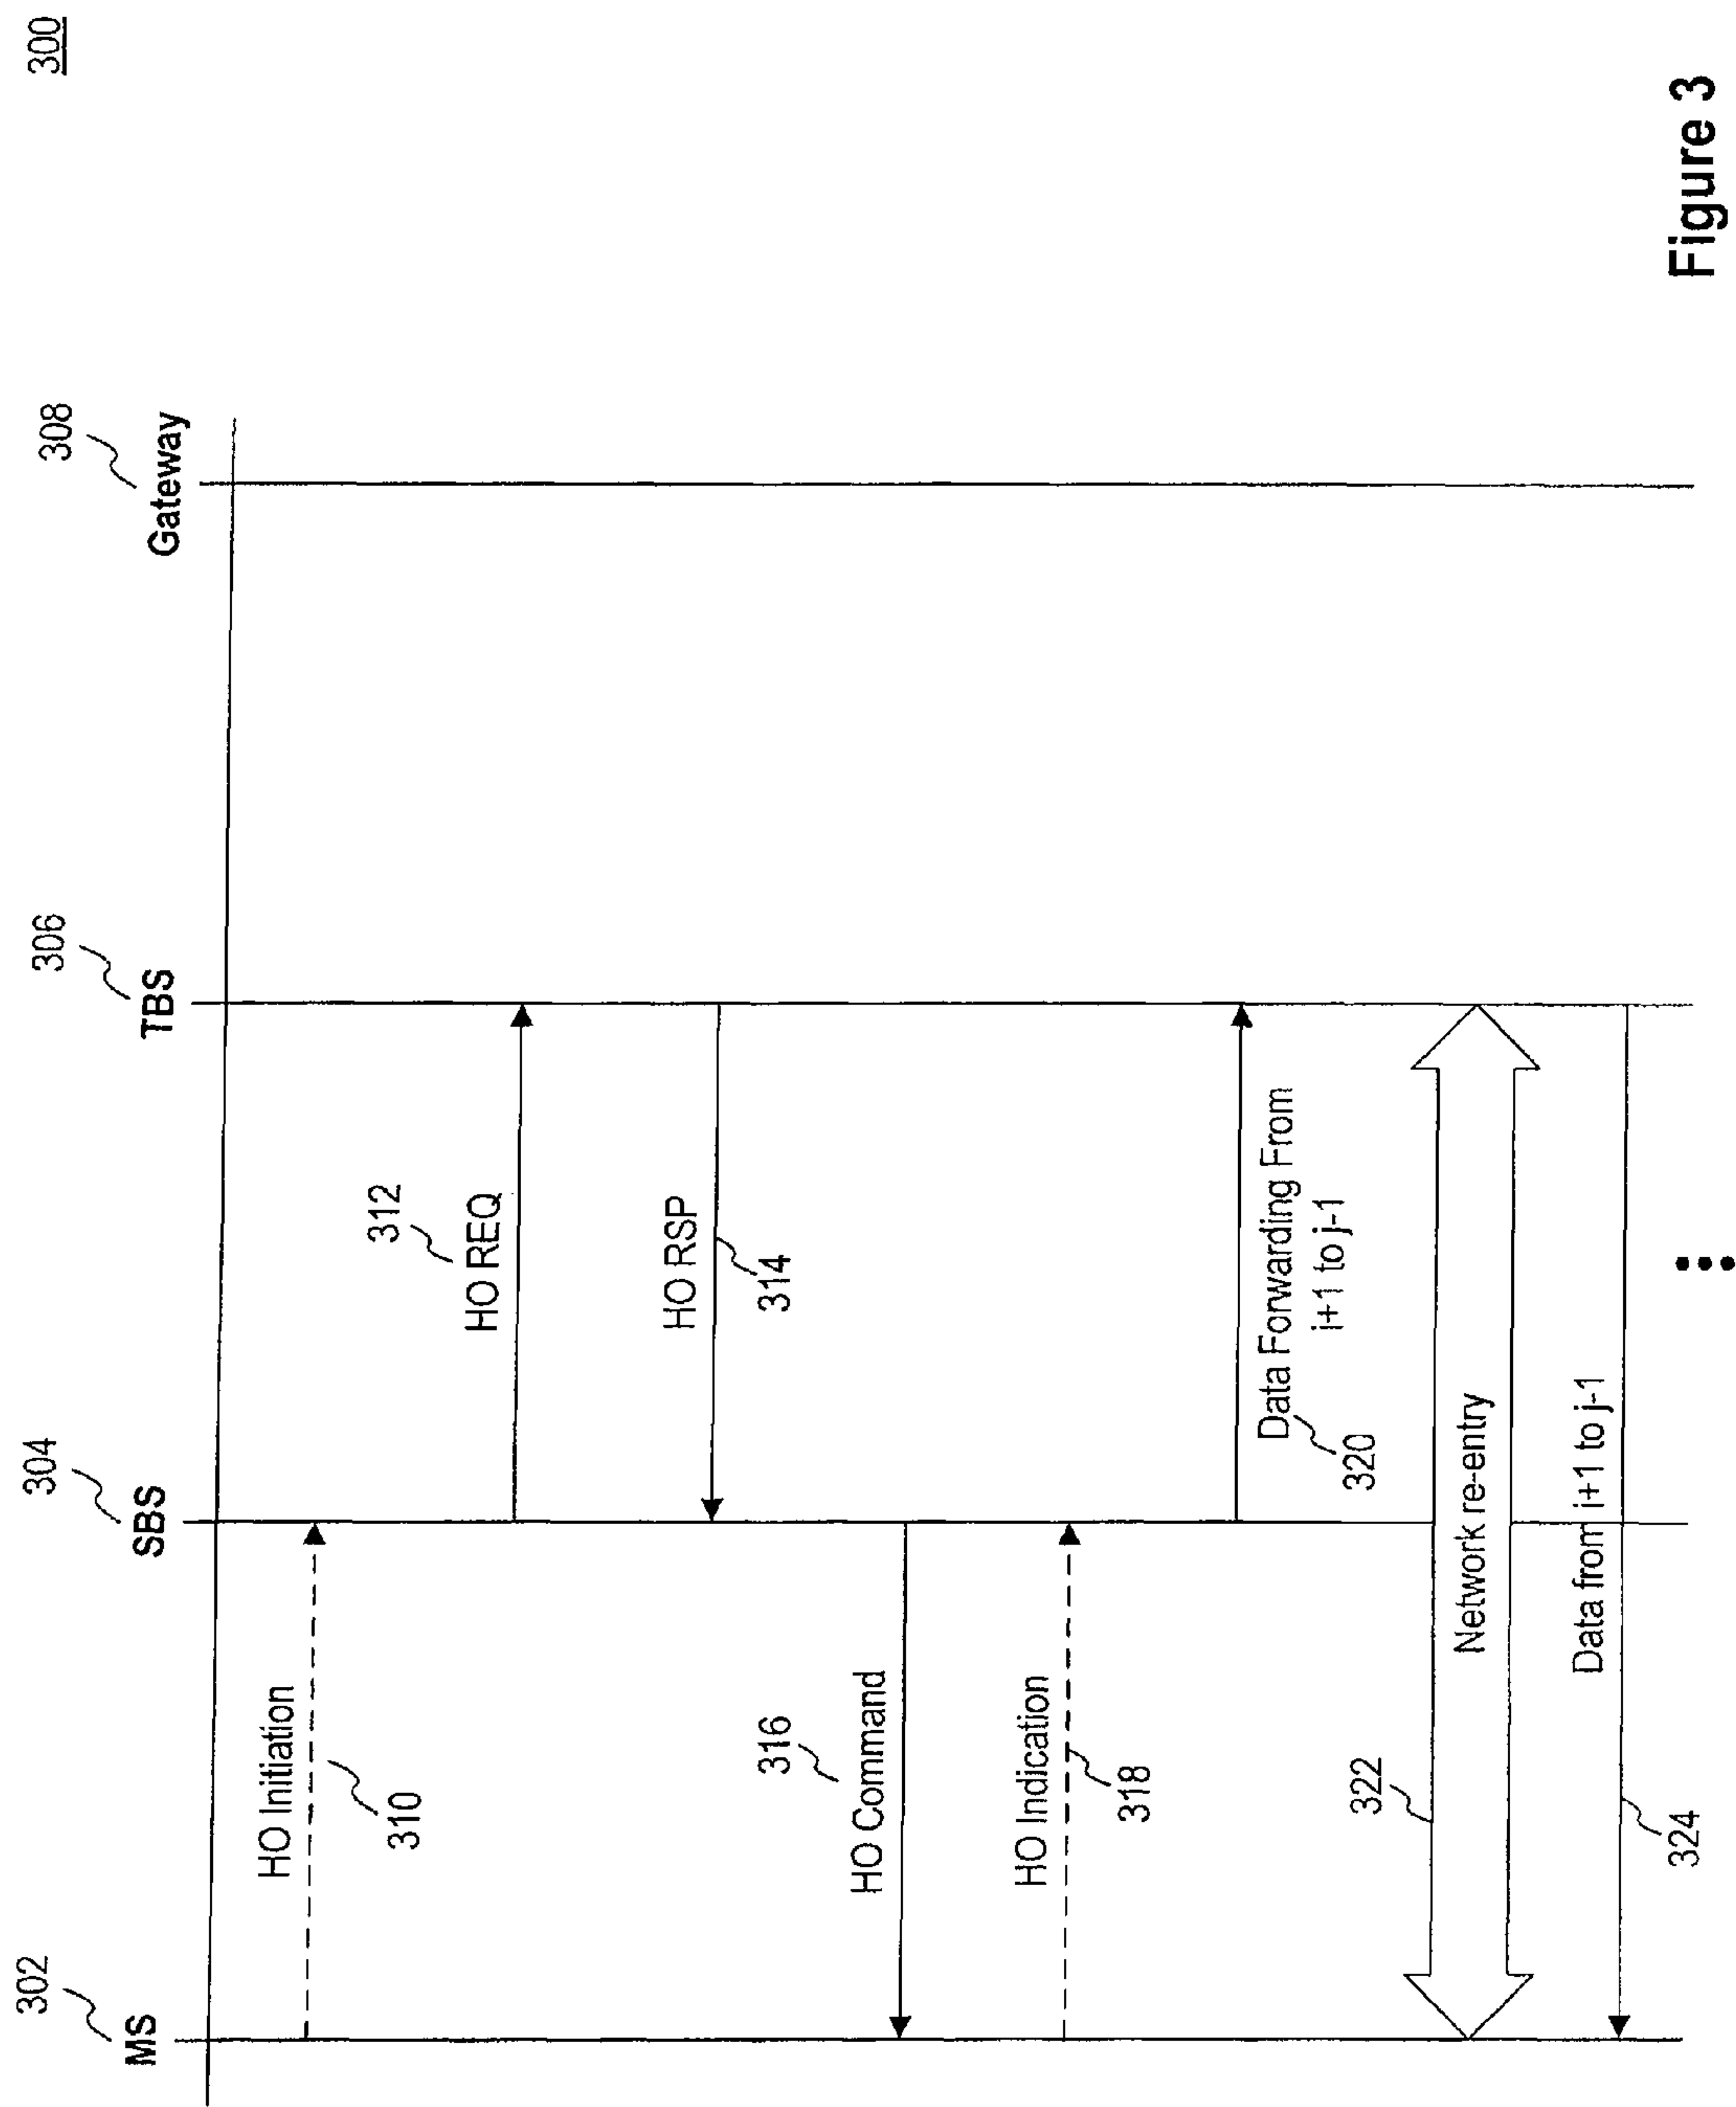 300
302
MS
304
SBS
306
TBS
308
Gateway
HO Initiation
310
312
HO REQ
HO RSP
314
316
HO Command
HO Indication
318
Data Forwarding From
i+1 to j-1
320
322
Network re-entry
Data from i+1 to j-1
324
Figure 3